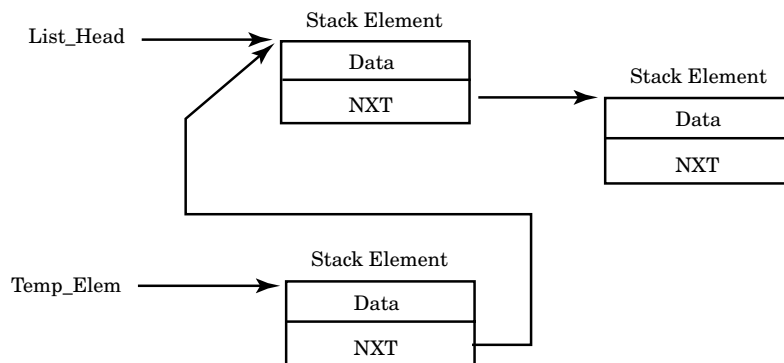 Stack Element
List_Head
Data
NXT
Stack Element
Data
NXT
Stack Element
Temp_Elem
Data
NXT